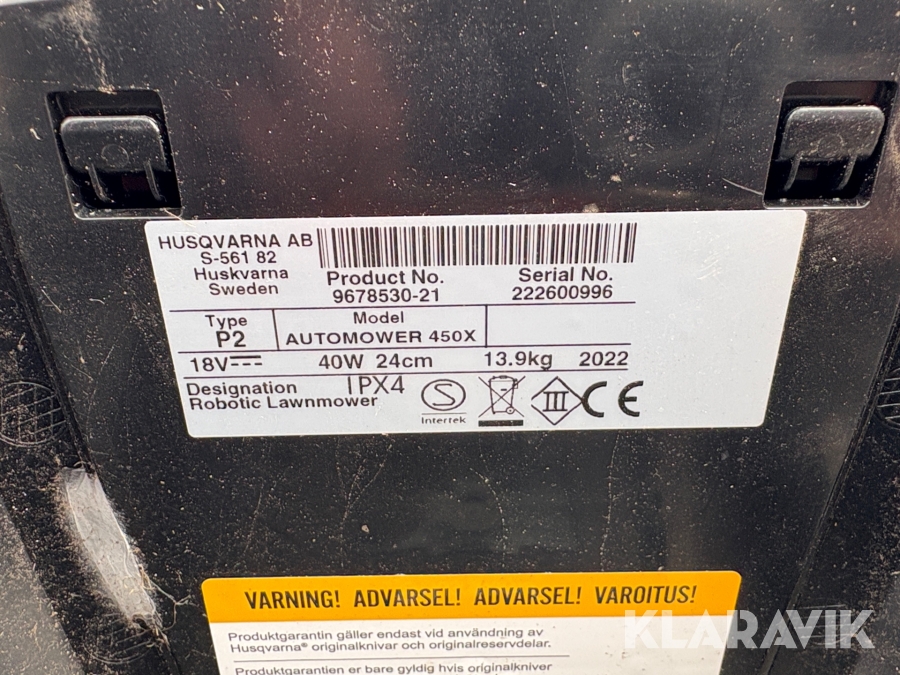 HUSQVARNA AB
S-561 82
Huskvarna
Sweden
Product No.
9678530-21
Serial No.
222600996
Type
P2
Model
AUTOMOWER 450X
18V
40W 24cm
13.9kg 2022
Designation
Robotic Lawnmower
IPX4
S
Intertek
III
CE
VARNING! ADVARSEL! ADVARSEL! VAROITUS!
Produktgarantin gäller endast vid användning av
Husqvarna® originalknivar och originalreservdelar.
Produktgarantien er bare gyldig hvis originalkniver
KLARAVIK